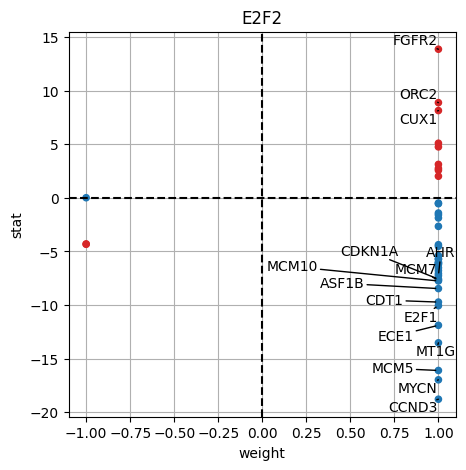 E2F2
15
10
5
0
−5
−10
−15
−20
stat
FGFR2
ORC2
CUX1
CDKN1A
AHR
MCM10
MCM7
ASF1B
CDT1
E2F1
ECE1
MT1G
MCM5
MYCN
CCND3
−1.00 −0.75 −0.50 −0.25 0.00 0.25 0.50 0.75 1.00
weight